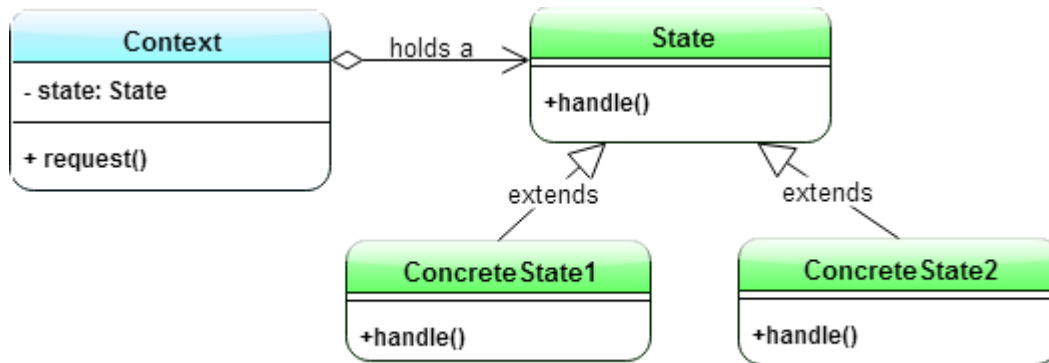 Context
- state: State
+ request()
holds a
State
+handle()
extends
extends
ConcreteState1
+handle()
ConcreteState2
+handle()